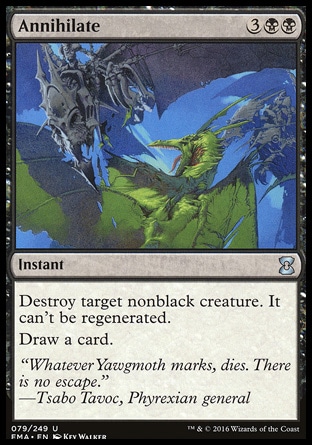 Annihilate 3
Instant
Destroy target nonblack creature. It
can't be regenerated.
Draw a card.
“Whatever Yawgmoth marks, dies. There
is no escape.”
—Tsabo Tavoc, Phyrexian general
079/249 U
EMA • EN Kev Walker
™ & © 2016 Wizards of the Coast